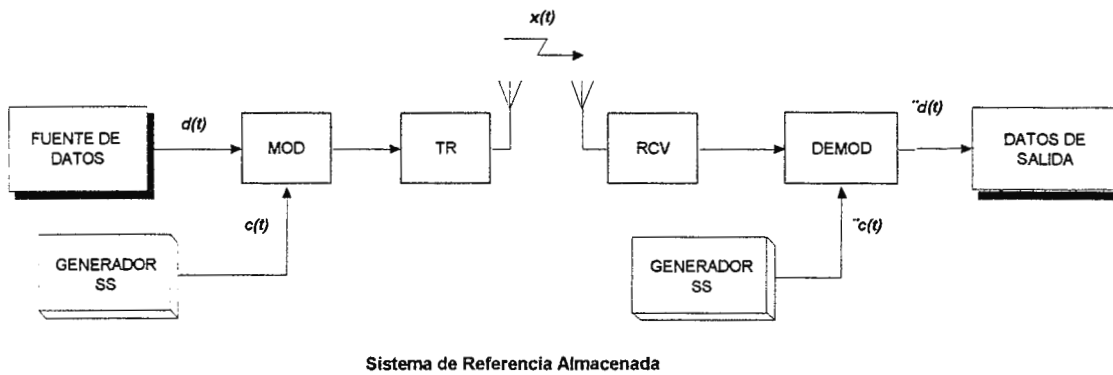 x(t)
FUENTE DE
DATOS
d(t)
MOD
TR
RCV
DEMOD
¨d(t)
DATOS DE
SALIDA
c(t)
¨c(t)
GENERADOR
SS
GENERADOR
SS
Sistema de Referencia Almacenada